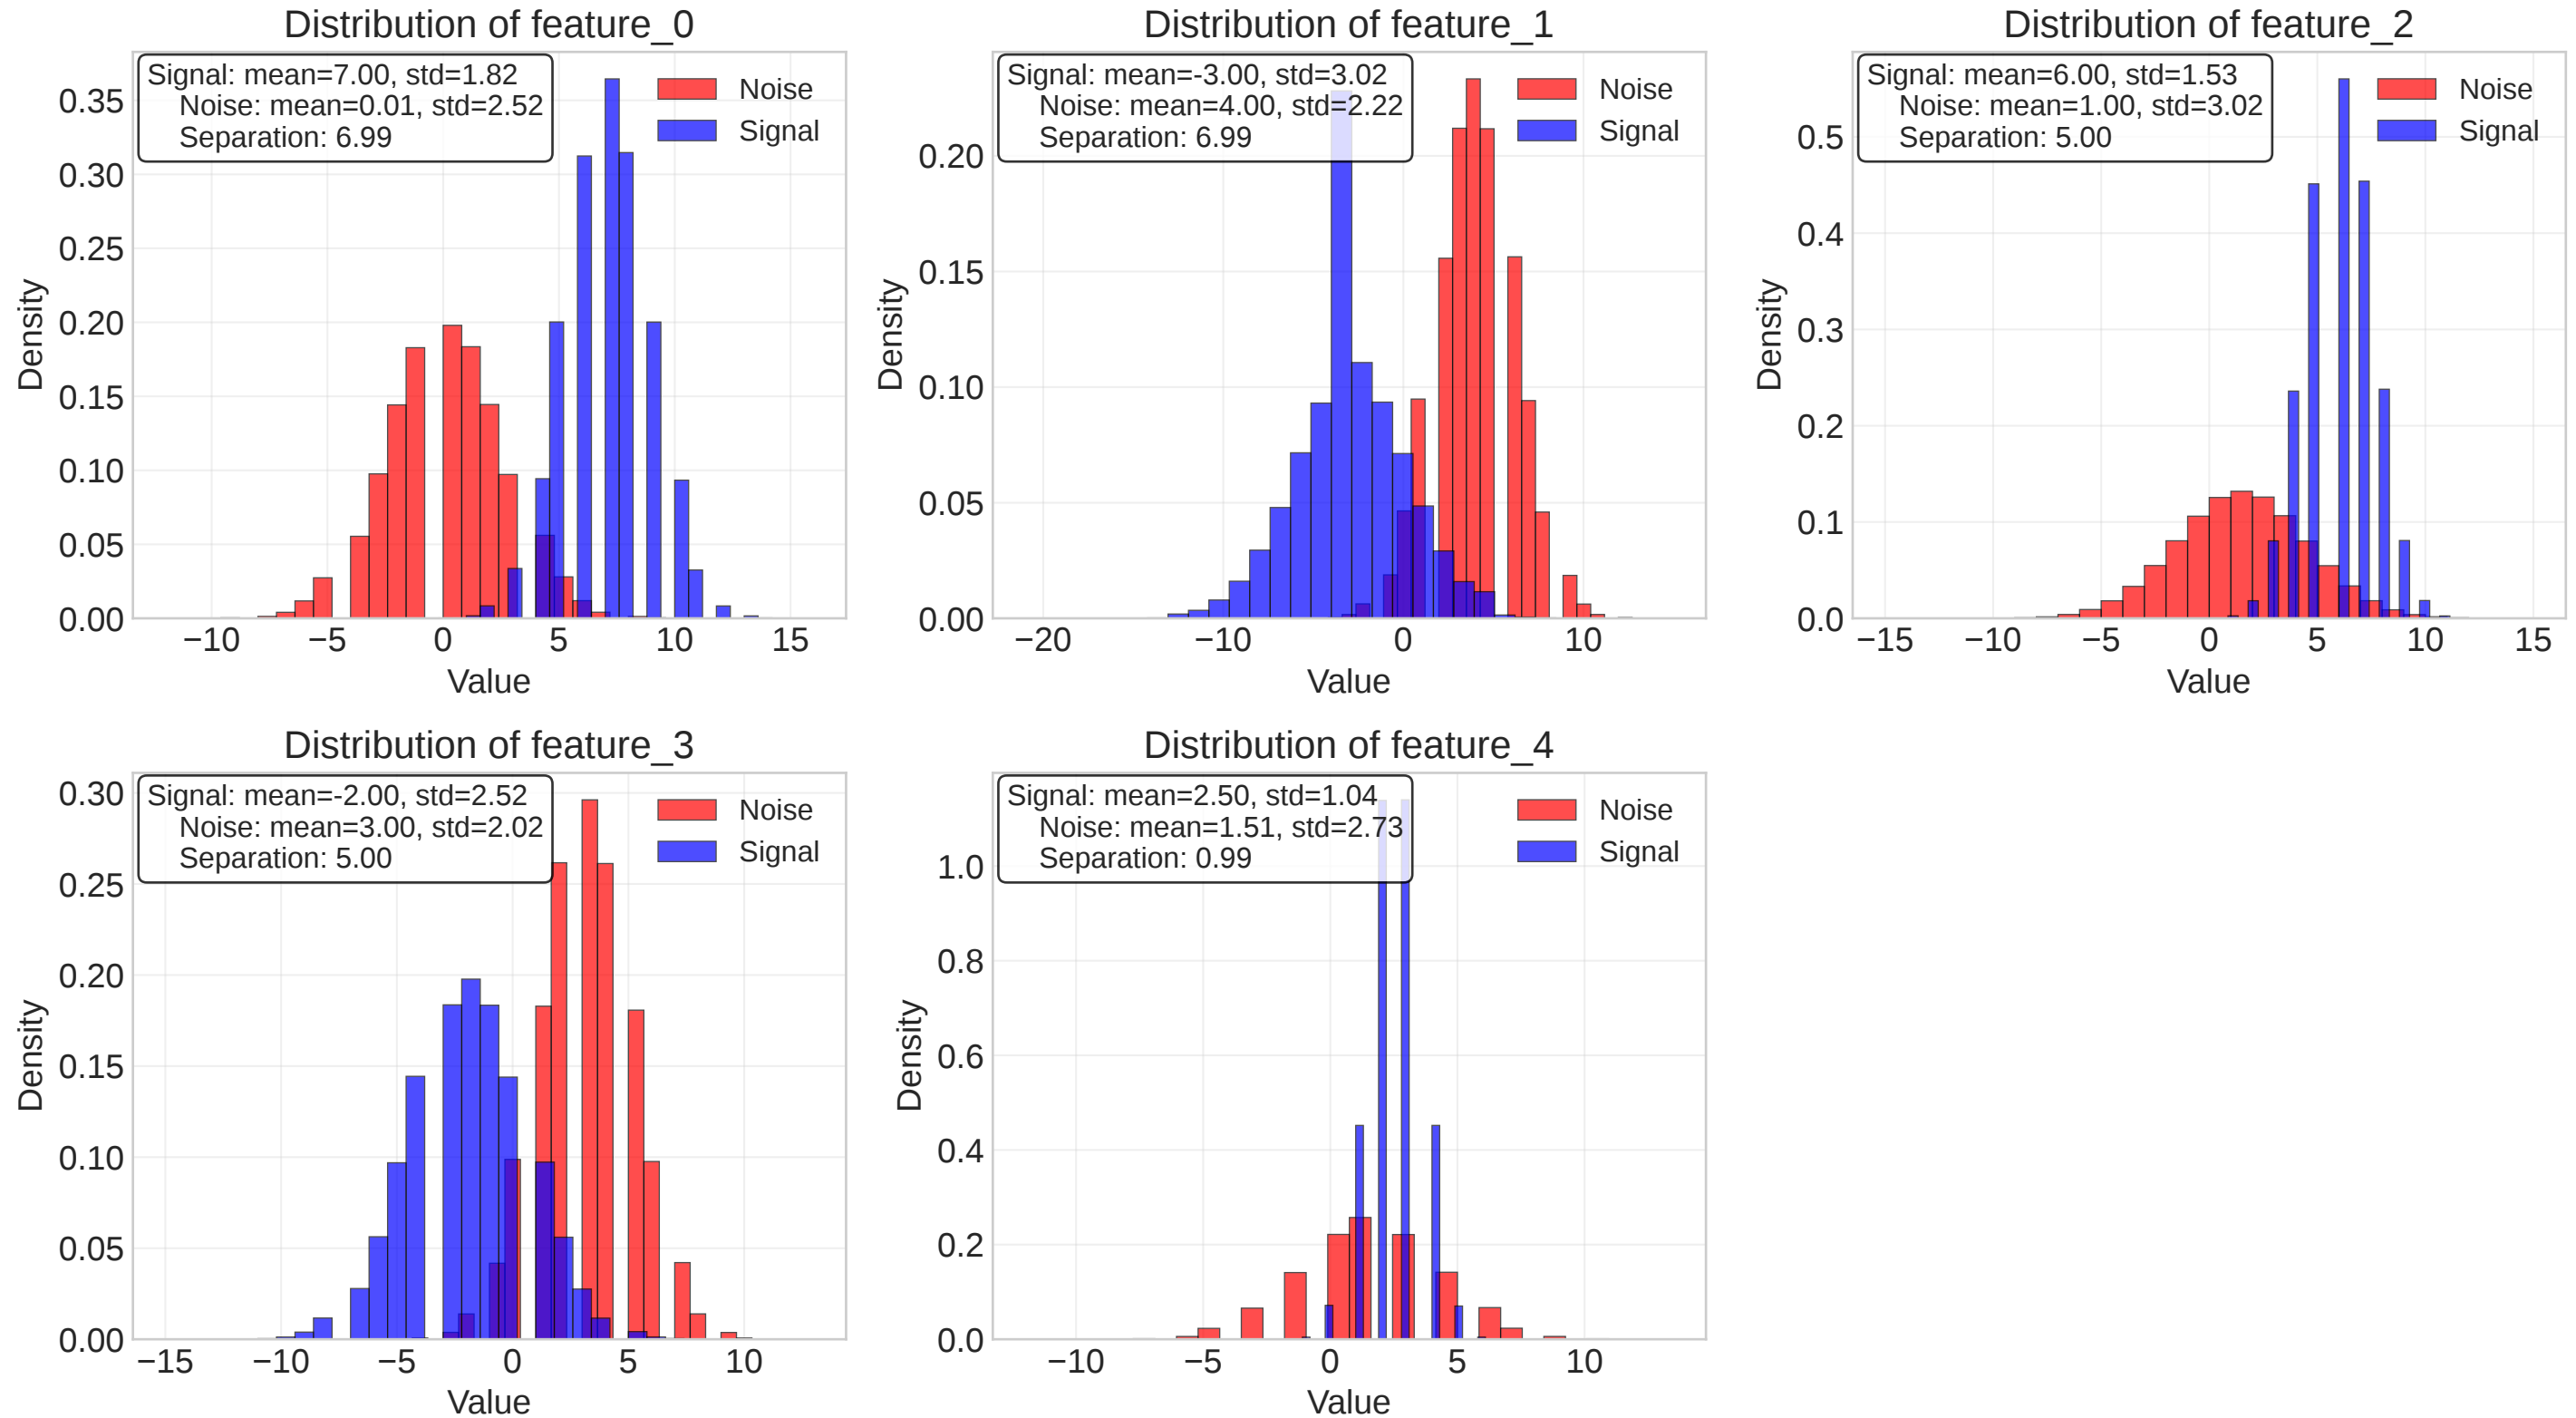 Distribution of feature_0
Signal: mean=7.00, std=1.82
Noise: mean=0.01, std=2.52
Separation: 6.99
Noise
Signal
0.35
0.30
0.25
0.20
0.15
0.10
0.05
0.00
Density
−10 −5 0 5 10 15
Value
Distribution of feature_1
Signal: mean=-3.00, std=3.02
Noise: mean=4.00, std=2.22
Separation: 6.99
Noise
Signal
0.20
0.15
0.10
0.05
0.00
Density
−20 −10 0 10
Value
Distribution of feature_2
Signal: mean=6.00, std=1.53
Noise: mean=1.00, std=3.02
Separation: 5.00
Noise
Signal
0.5
0.4
0.3
0.2
0.1
0.0
Density
−15 −10 −5 0 5 10 15
Value
Distribution of feature_3
Signal: mean=-2.00, std=2.52
Noise: mean=3.00, std=2.02
Separation: 5.00
Noise
Signal
0.30
0.25
0.20
0.15
0.10
0.05
0.00
Density
−15 −10 −5 0 5 10
Value
Distribution of feature_4
Signal: mean=2.50, std=1.04
Noise: mean=1.51, std=2.73
Separation: 0.99
Noise
Signal
1.0
0.8
0.6
0.4
0.2
0.0
Density
−10 −5 0 5 10
Value